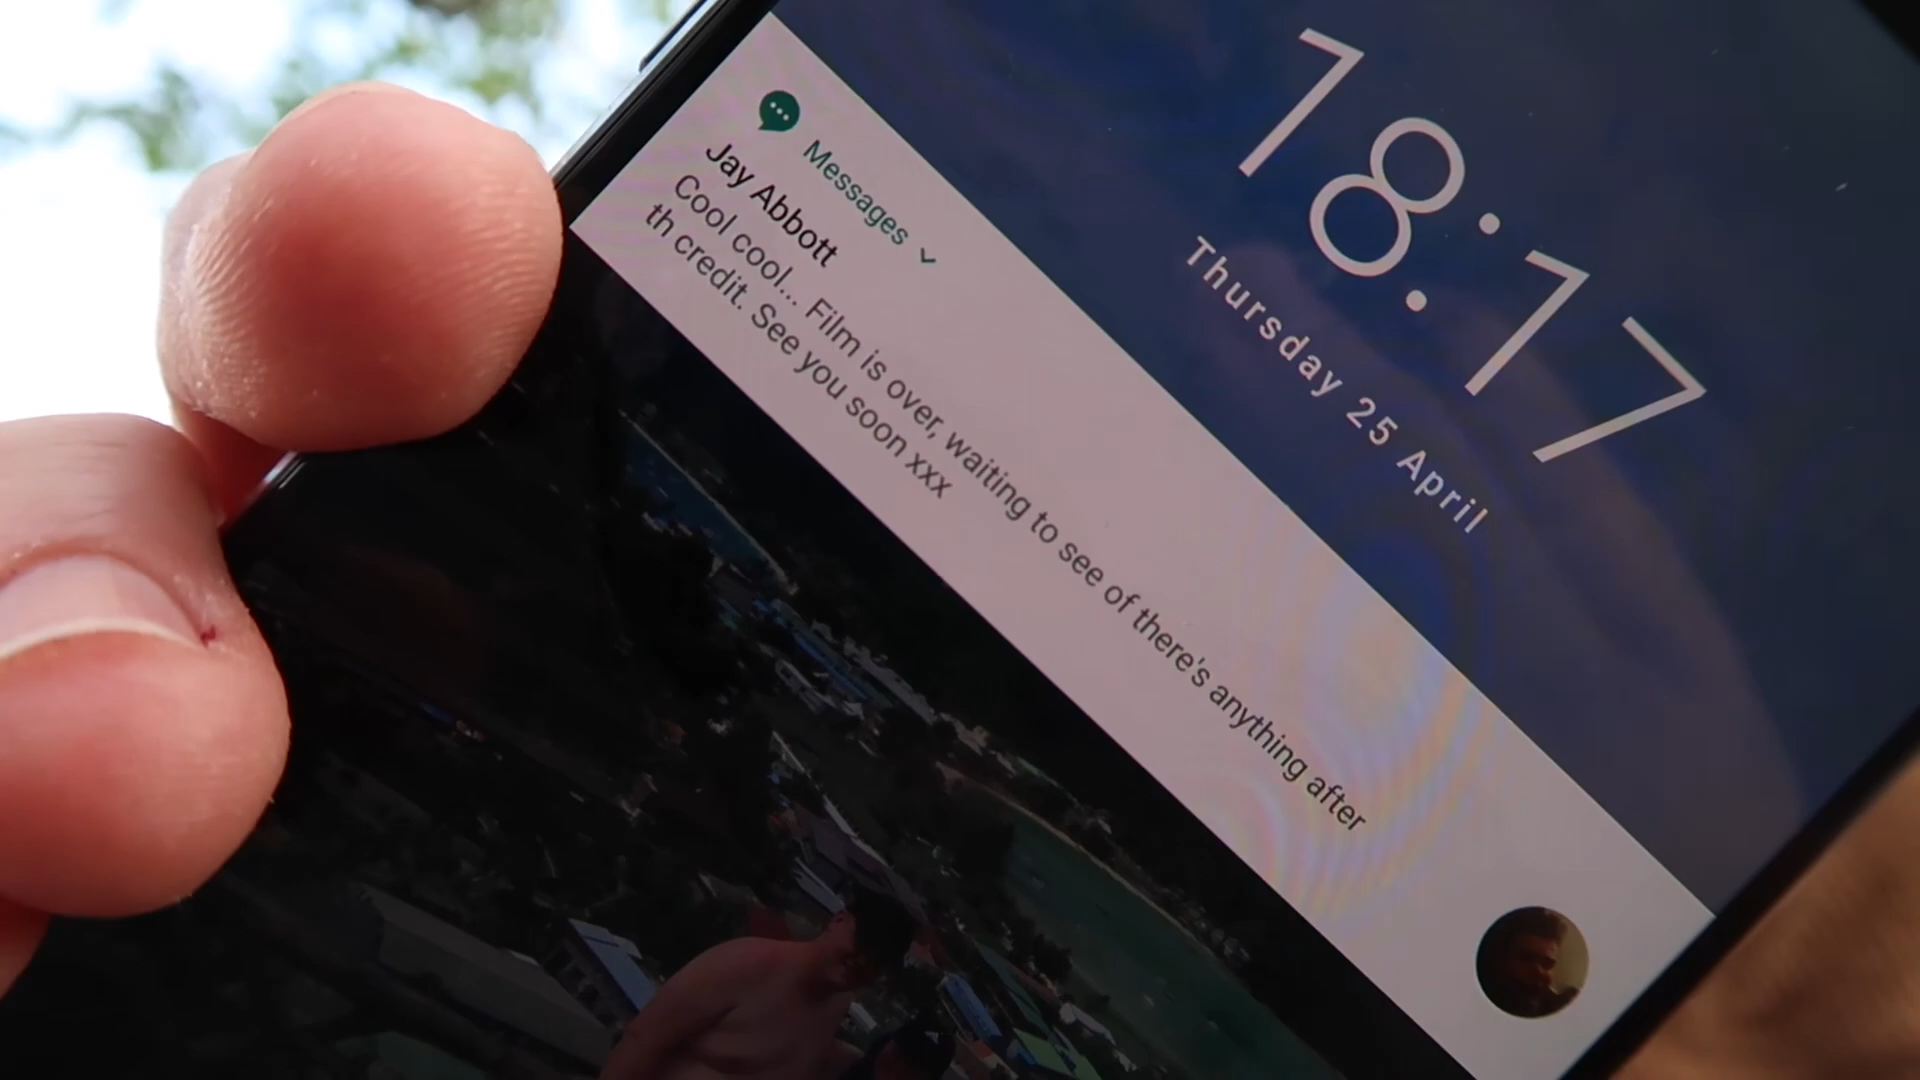 18:17
Thursday 25 April
Messages
Jay Abbott
Cool cool... Film is over, waiting to see of there's anything after
th credit. See you soon xxx